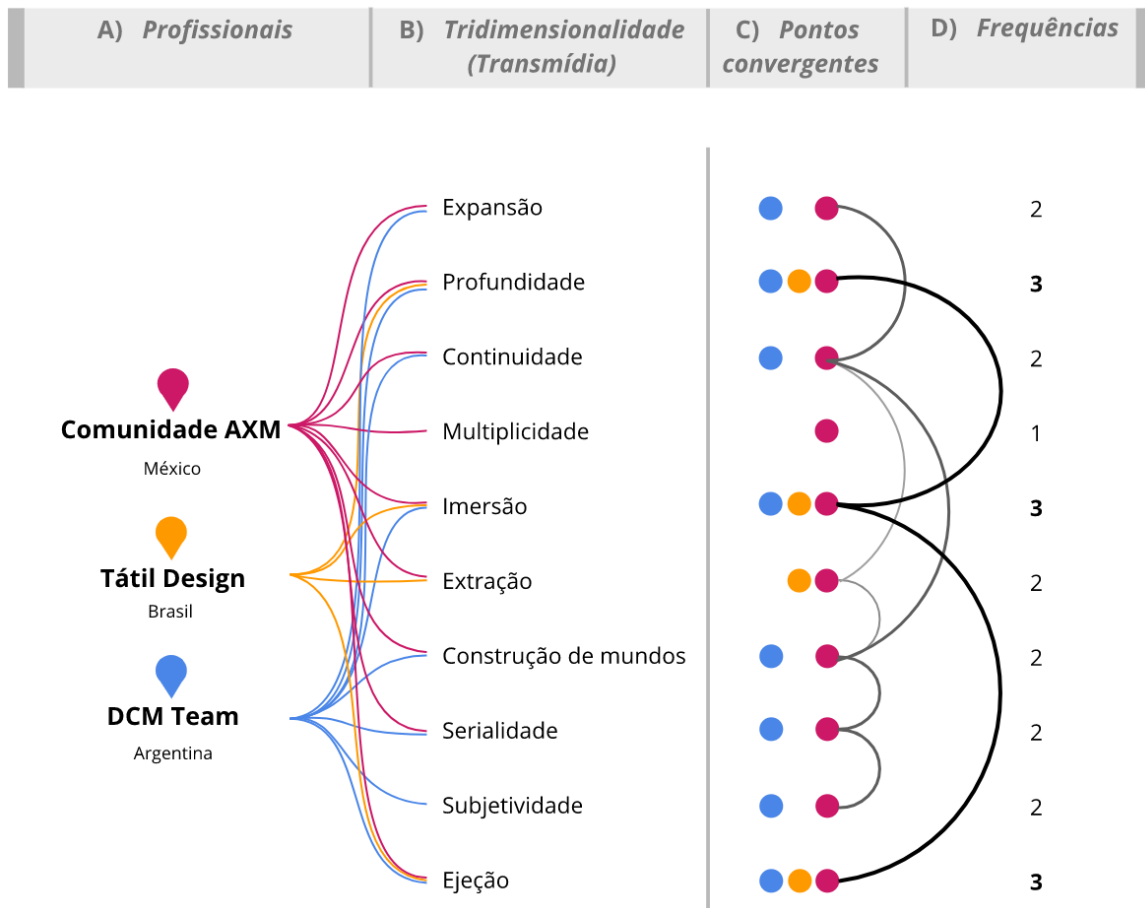 A) Profissionais
B) Tridimensionalidade
(Transmídia)
C) Pontos
convergentes
D) Frequências
Expansão
2
Profundidade
3
Continuidade
2
Comunidade AXM
México
Multiplicidade
1
Imersão
3
Tátil Design
Brasil
Extração
2
Construção de mundos
2
DCM Team
Argentina
Serialidade
2
Subjetividade
2
Ejeção
3